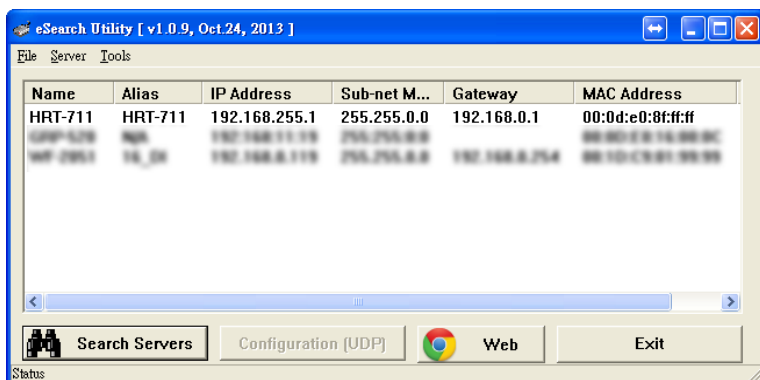 eSearch Utility [ v1.0.9, Oct.24, 2013 ]
File Server Tools
Name Alias IP Address Sub-net M... Gateway MAC Address
HRT-711 HRT-711 192.168.255.1 255.255.0.0 192.168.0.1 00:0d:e0:8f:ff:ff
Search Servers Configuration (UDP) Web Exit
Status